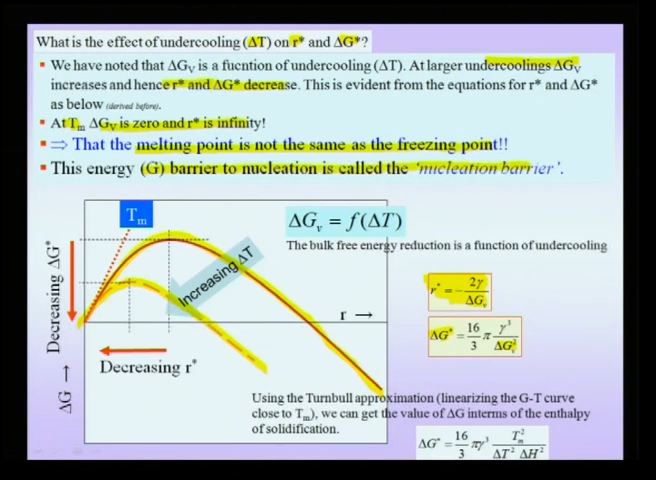 What is the effect of undercooling (ΔT) on r* and ΔG*?
▪ We have noted that ΔGV is a fucntion of undercooling (ΔT). At larger undercoolings ΔGV
increases and hence r* and ΔG* decrease. This is evident from the equations for r* and ΔG*
as below (derived before).
▪ At Tm ΔGV is zero and r* is infinity!
▪ ⇒ That the melting point is not the same as the freezing point!!
▪ This energy (G) barrier to nucleation is called the 'nucleation barrier'.
Tm
ΔGv = f(ΔT)
The bulk free energy reduction is a function of undercooling
Decreasing ΔG*
Increasing ΔT
r* = - 2γ / ΔGv
r →
ΔG* = 16/3 π γ³ / ΔGv²
Decreasing r*
ΔG →
Using the Turnbull approximation (linearizing the G-T curve
close to Tm), we can get the value of ΔG interms of the enthalpy
of solidification.
ΔG* = 16/3 πγ³ Tm² / ΔT² ΔH²